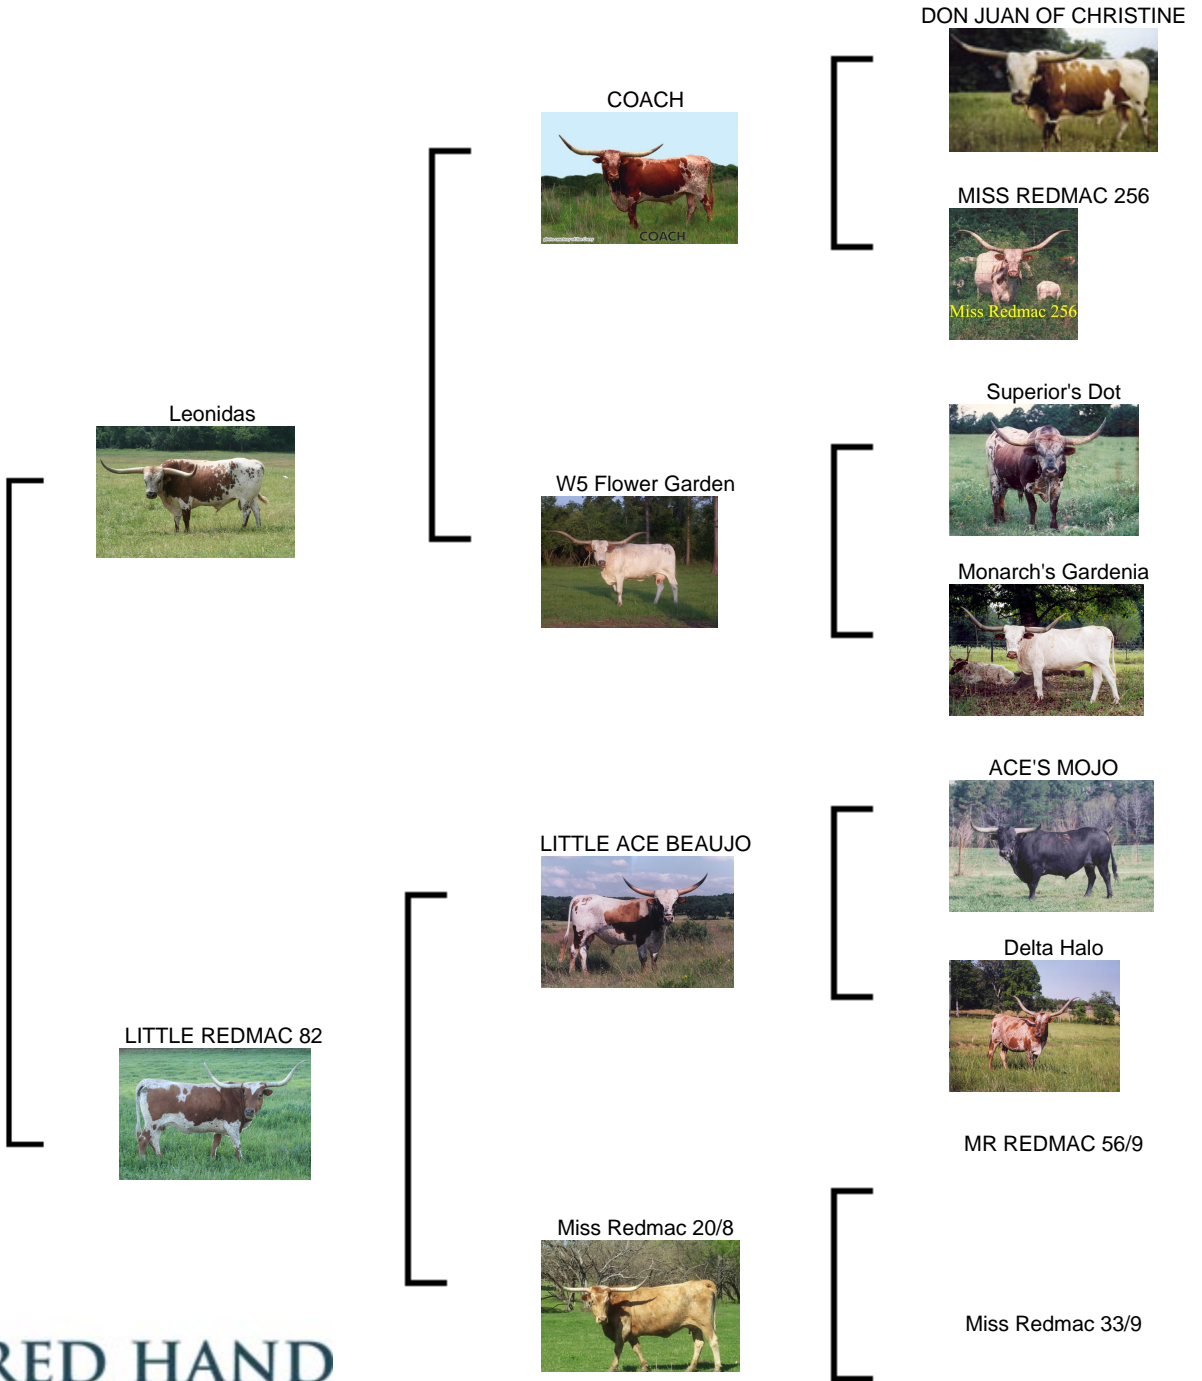 DON JUAN OF CHRISTINE
COACH
COACH
MISS REDMAC 256
Miss Redmac 256
Superior's Dot
Leonidas
W5 Flower Garden
Monarch's Gardenia
ACE'S MOJO
LITTLE ACE BEAUJO
Delta Halo
LITTLE REDMAC 82
MR REDMAC 56/9
Miss Redmac 20/8
Miss Redmac 33/9
RED HAND